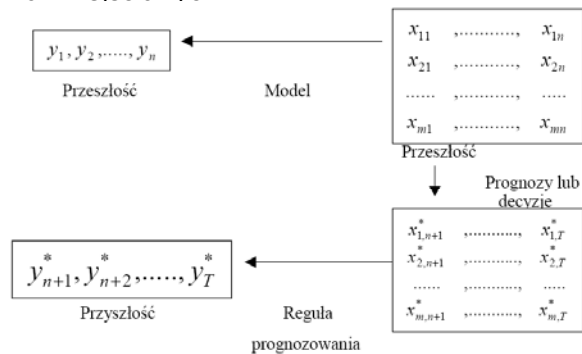 y₁, y₂, ....., yₙ
Przeszłość
Model
x₁₁ ,..........., x₁ₙ
x₂₁ ,..........., x₂ₙ
...... ,..........., .....
xₘ₁ ,..........., xₘₙ
Przeszłość
Prognozy lub
decyzje
x*₁,ₙ₊₁ ,..........., x*₁,T
x*₂,ₙ₊₁ ,..........., x*₂,T
...... ,..........., .....
x*ₘ,ₙ₊₁ ,..........., x*ₘ,T
y*ₙ₊₁, y*ₙ₊₂, ....., y*T
Przyszłość
Reguła
prognozowania